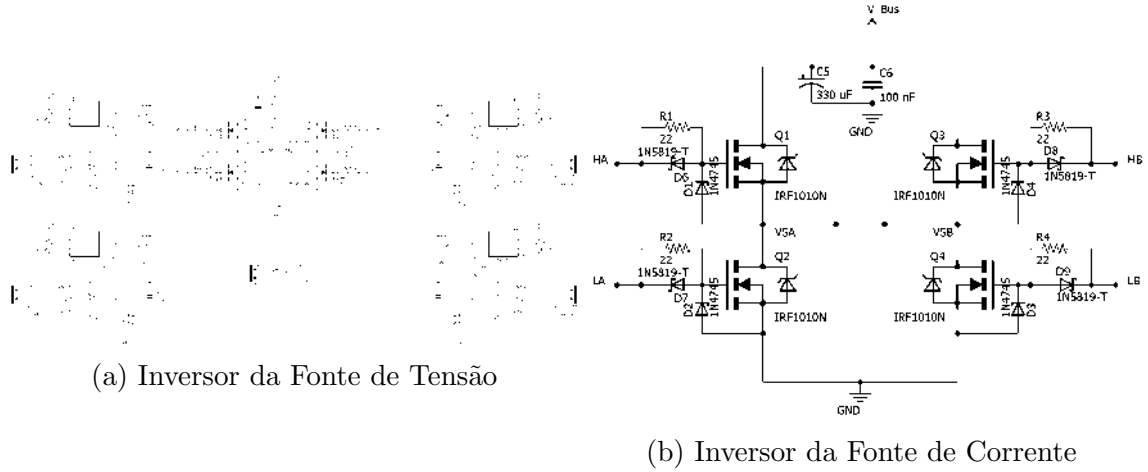 V Bus
C5
C6
330 uF
100 nF
GND
R1
22
1N5819-T
HA
D6
D1
1N4745
Q1
IRF1010N
Q3
IRF1010N
R3
22
D8
1N5819-T
HB
D4
1N4745
VSA
VSB
R2
22
1N5819-T
LA
D7
D2
1N4745
Q2
IRF1010N
Q4
IRF1010N
R4
22
D9
1N5819-T
LB
D3
1N4745
GND
(a) Inversor da Fonte de Tensão
(b) Inversor da Fonte de Corrente